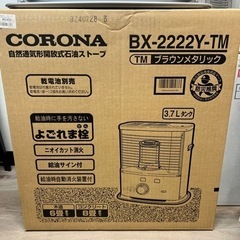 CORONA
自然通気形開放式石油ストーブ
BX-2222Y-TM
TM ブラウンメタリック
乾電池別売
給油時に手を汚さない
よごれま栓
ニオイカット消火
給油サイン付
給油時自動消火装置付
3.7Lタンク
木造
6畳
コンクリート
8畳